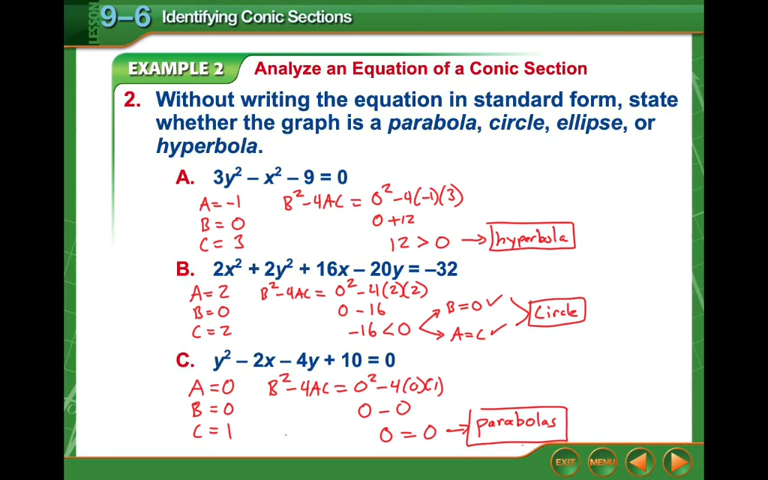 LESSON 9–6 Identifying Conic Sections
EXAMPLE 2 Analyze an Equation of a Conic Section
2. Without writing the equation in standard form, state
whether the graph is a parabola, circle, ellipse, or
hyperbola.
A. 3y² – x² – 9 = 0
A = -1 B²-4AC = 0²-4(-1)(3)
B = 0 0 +12
C = 3 12 > 0 → hyperbola
B. 2x² + 2y² + 16x – 20y = –32
A = 2 B²-4AC = 0²-4(2)(2)
B = 0 0 - 16 B=0 ✓
C = 2 -16 < 0 A=C ✓ Circle
C. y² – 2x – 4y + 10 = 0
A = 0 B²-4AC = 0²-4(0)(1)
B = 0 0 - 0
C = 1 0 = 0 → parabolas
EXIT MENU